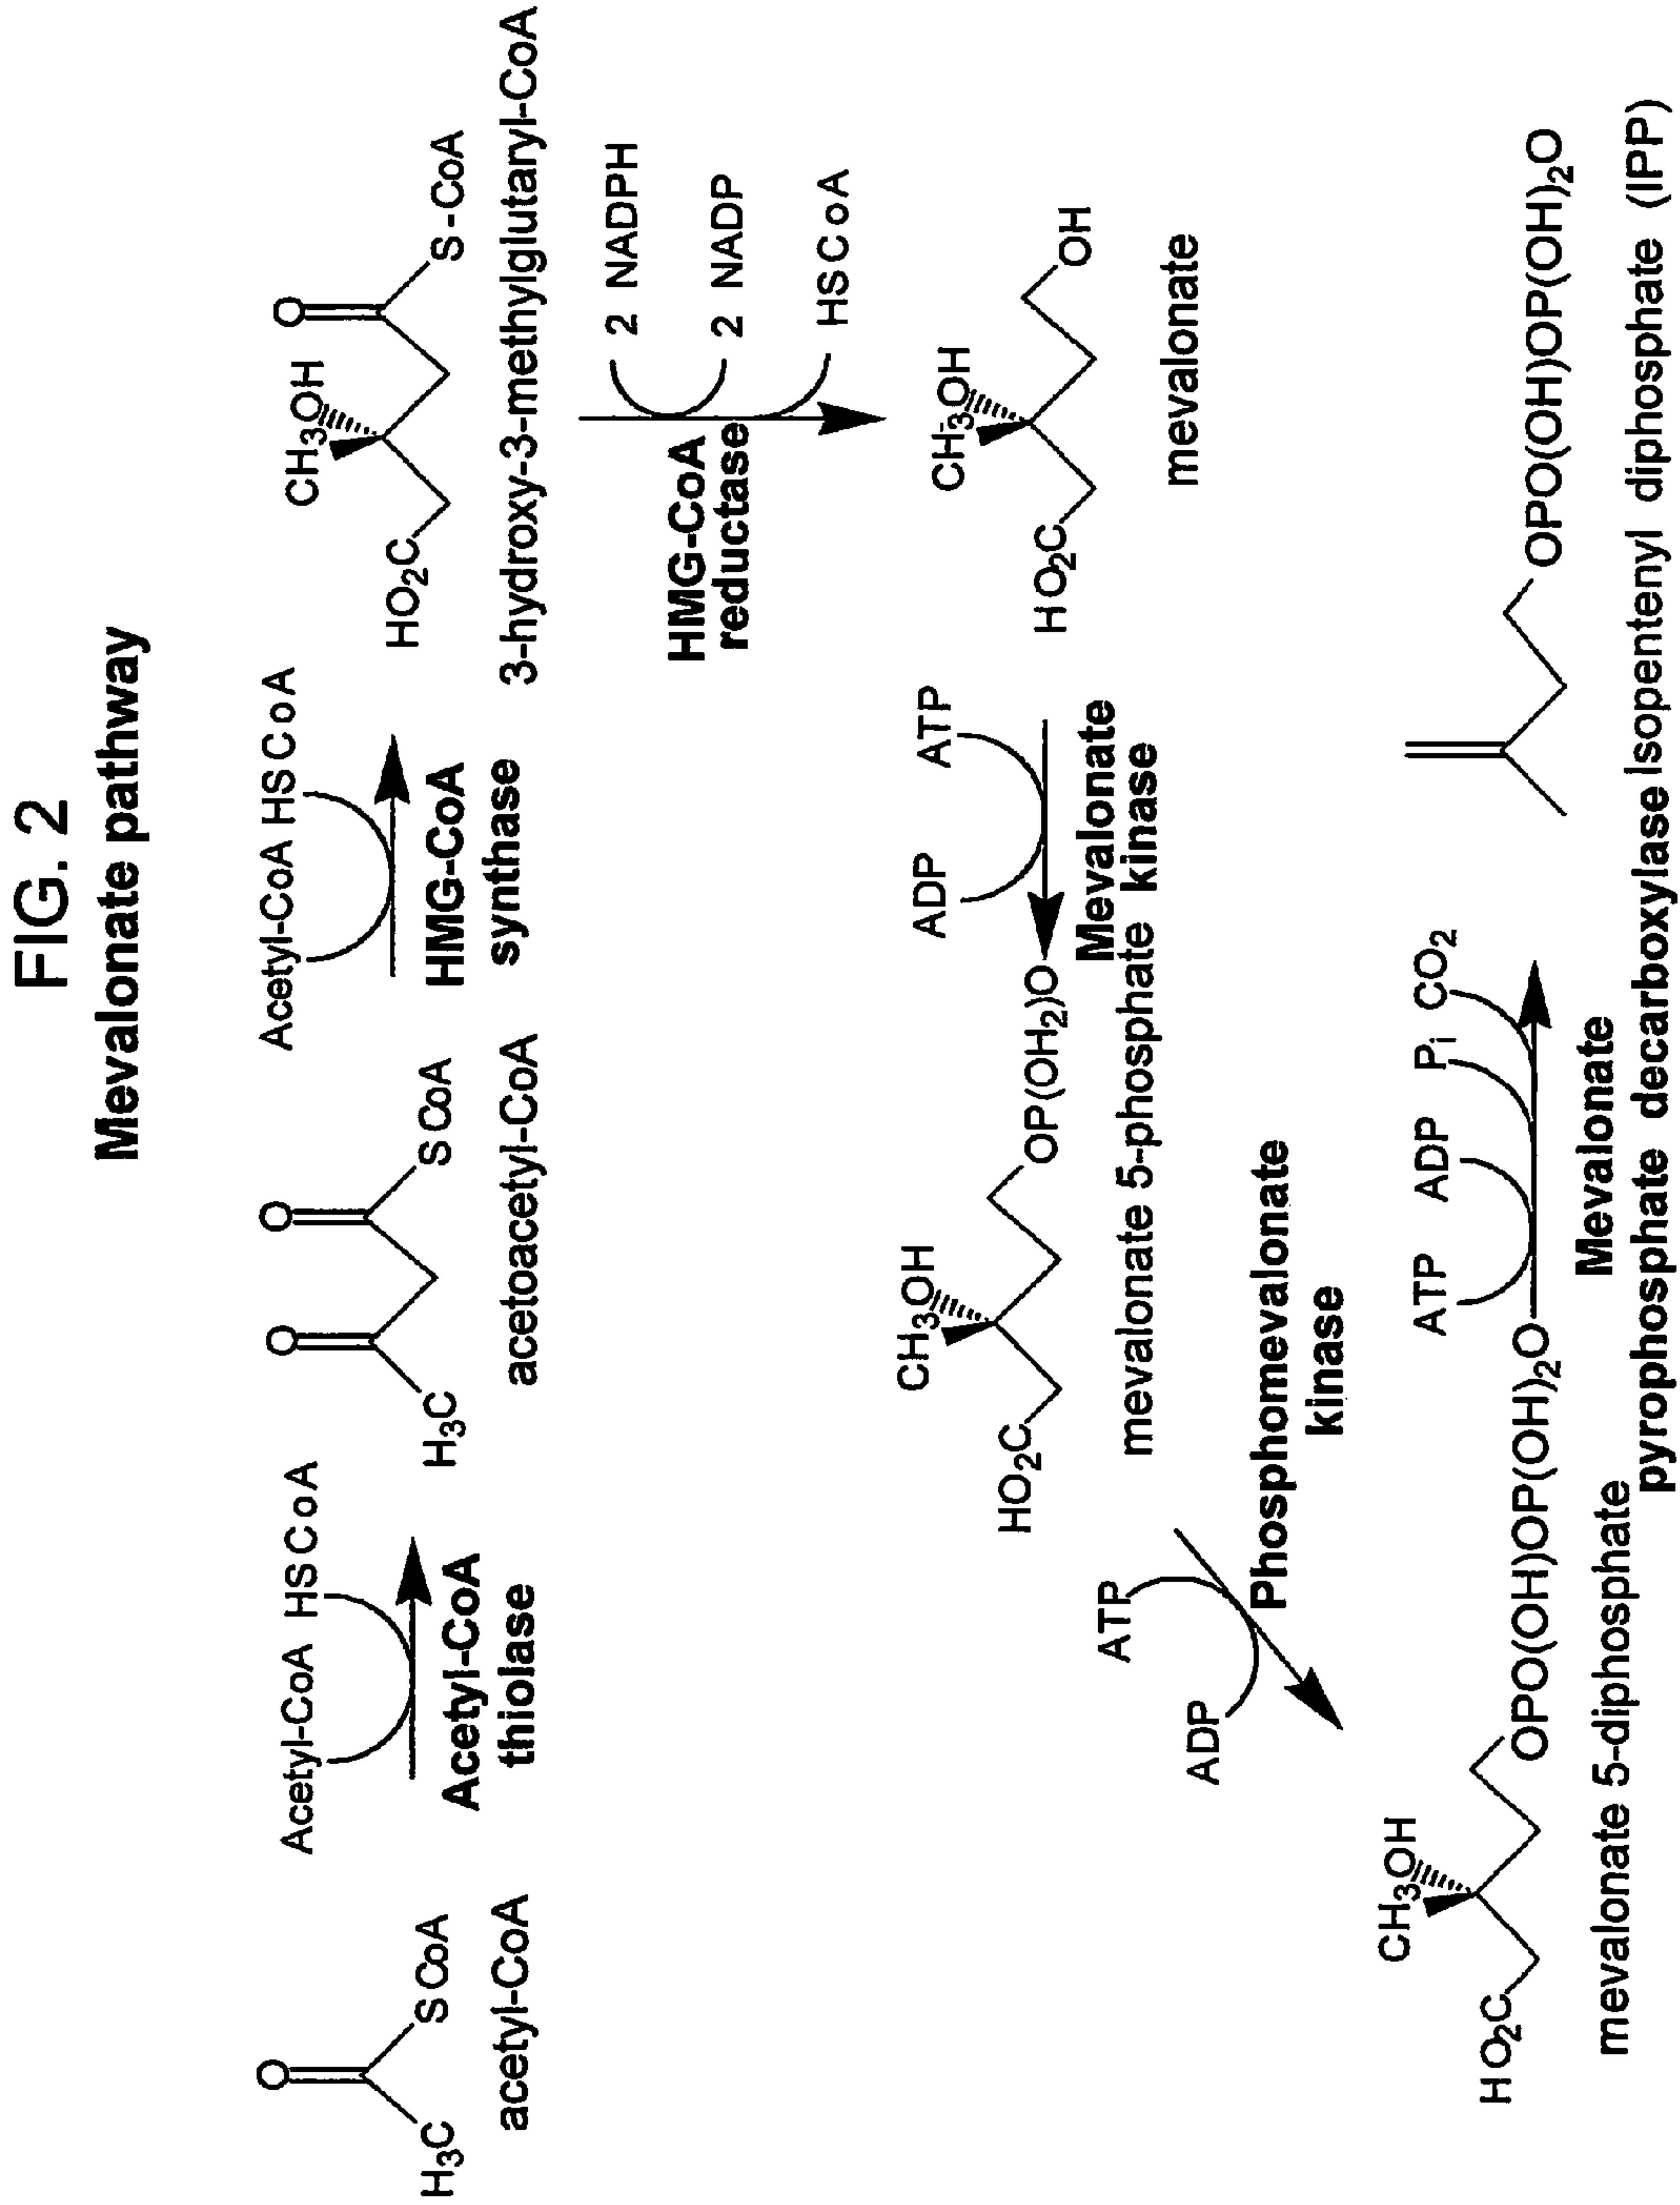 FIG. 2
Mevalonate pathway
O
H3C
SCoA
acetyl-CoA
Acetyl-CoA HSCoA
Acetyl-CoA
thiolase
O
O
H3C
SCoA
acetoacetyl-CoA
Acetyl-CoA HSCoA
HMG-CoA
synthase
CH3OH
O
HO2C
S-CoA
3-hydroxy-3-methylglutaryl-CoA
HMG-CoA
reductase
2 NADPH
2 NADP
HSCoA
CH3OH
HO2C
OH
mevalonate
ADP
ATP
Mevalonate
kinase
CH3OH
HO2C
OP(OH2)O
mevalonate 5-phosphate
ATP
ADP
Phosphomevalonate
kinase
CH3OH
HO2C
OPO(OH)OP(OH)2O
mevalonate 5-diphosphate
ATP ADP Pi CO2
Mevalonate
pyrophosphate decarboxylase
OPO(OH)OP(OH)2O
Isopentenyl diphosphate (IPP)